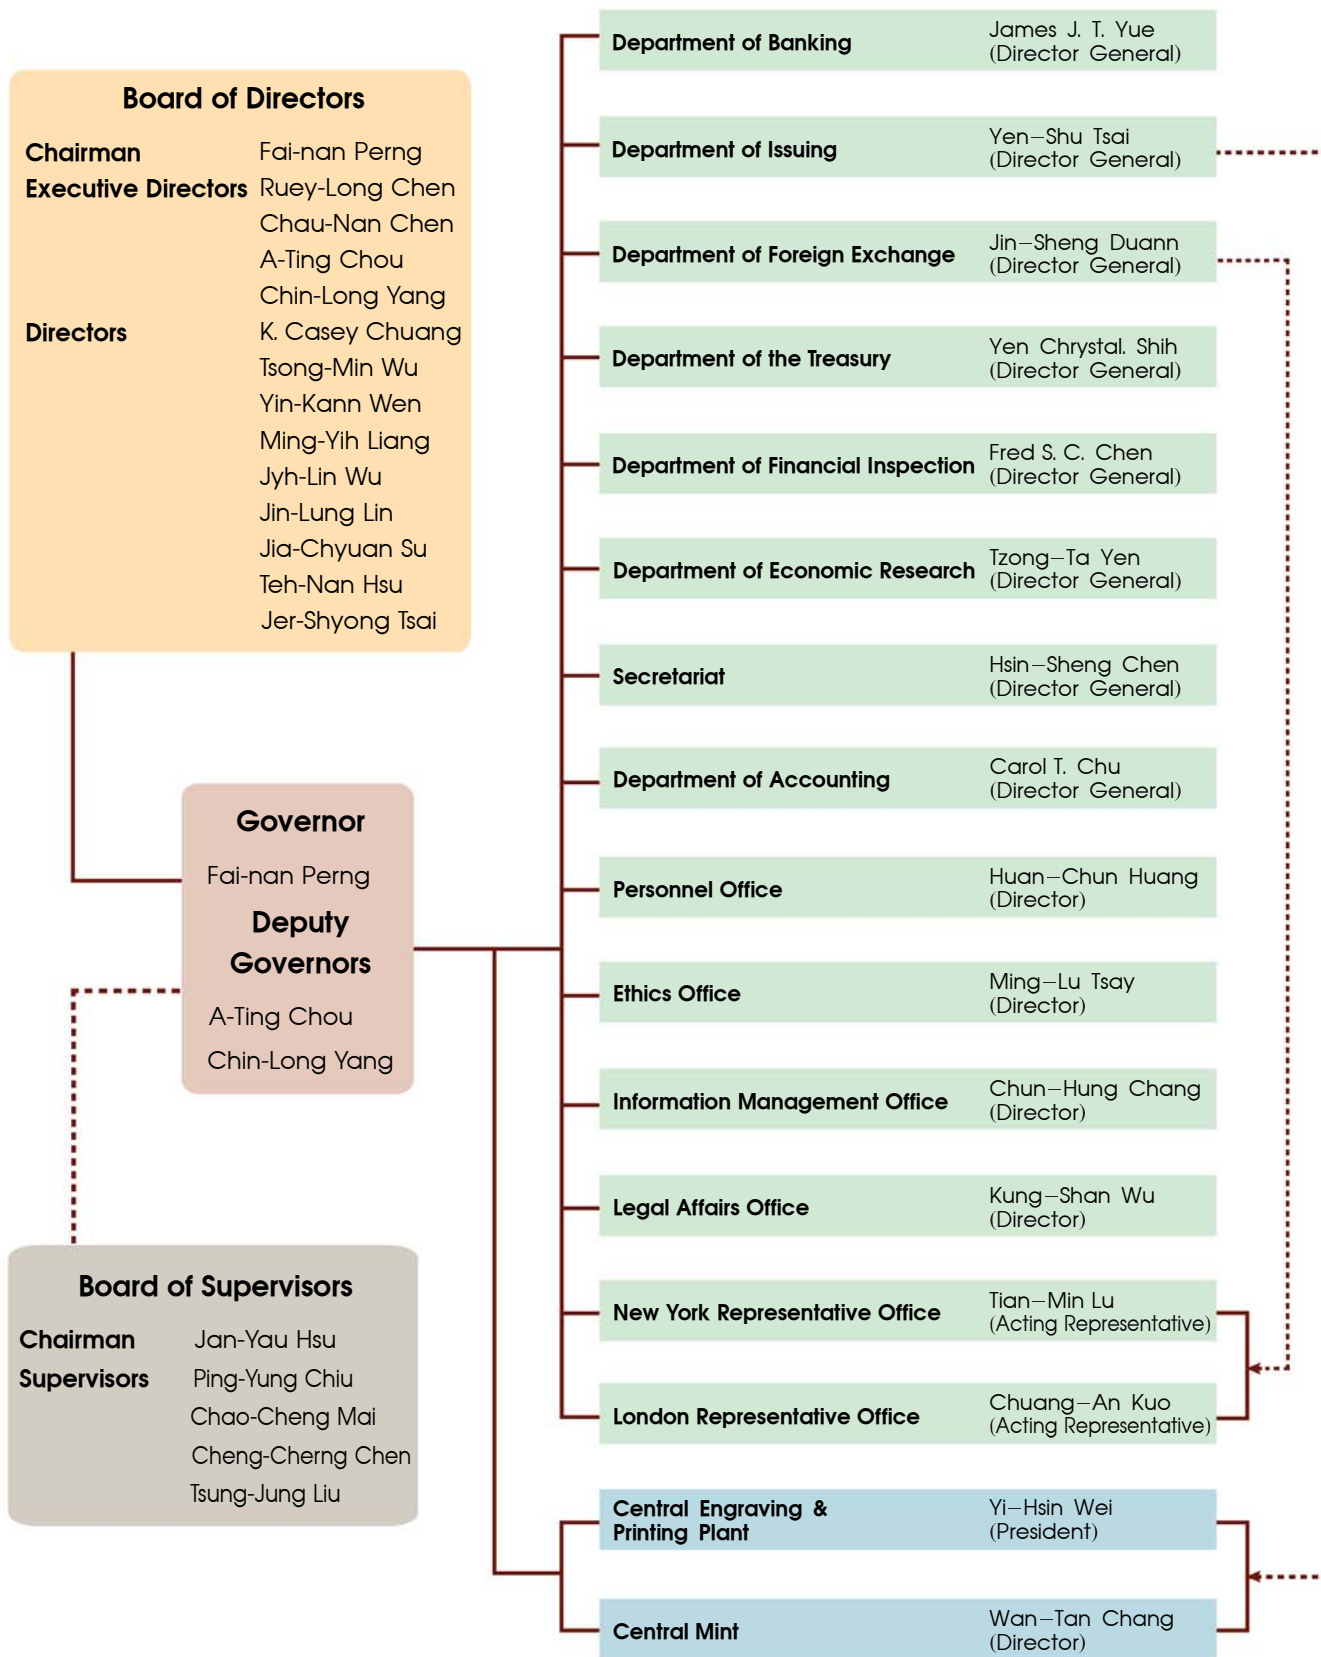 Board of Directors
Chairman Fai-nan Perng
Executive Directors Ruey-Long Chen
Chau-Nan Chen
A-Ting Chou
Chin-Long Yang
Directors K. Casey Chuang
Tsong-Min Wu
Yin-Kann Wen
Ming-Yih Liang
Jyh-Lin Wu
Jin-Lung Lin
Jia-Chyuan Su
Teh-Nan Hsu
Jer-Shyong Tsai
Governor
Fai-nan Perng
Deputy
Governors
A-Ting Chou
Chin-Long Yang
Board of Supervisors
Chairman Jan-Yau Hsu
Supervisors Ping-Yung Chiu
Chao-Cheng Mai
Cheng-Cherng Chen
Tsung-Jung Liu
Department of Banking James J. T. Yue
(Director General)
Department of Issuing Yen-Shu Tsai
(Director General)
Department of Foreign Exchange Jin-Sheng Duann
(Director General)
Department of the Treasury Yen Chrystal. Shih
(Director General)
Department of Financial Inspection Fred S. C. Chen
(Director General)
Department of Economic Research Tzong-Ta Yen
(Director General)
Secretariat Hsin-Sheng Chen
(Director General)
Department of Accounting Carol T. Chu
(Director General)
Personnel Office Huan-Chun Huang
(Director)
Ethics Office Ming-Lu Tsay
(Director)
Information Management Office Chun-Hung Chang
(Director)
Legal Affairs Office Kung-Shan Wu
(Director)
New York Representative Office Tian-Min Lu
(Acting Representative)
London Representative Office Chuang-An Kuo
(Acting Representative)
Central Engraving & Yi-Hsin Wei
Printing Plant (President)
Central Mint Wan-Tan Chang
(Director)